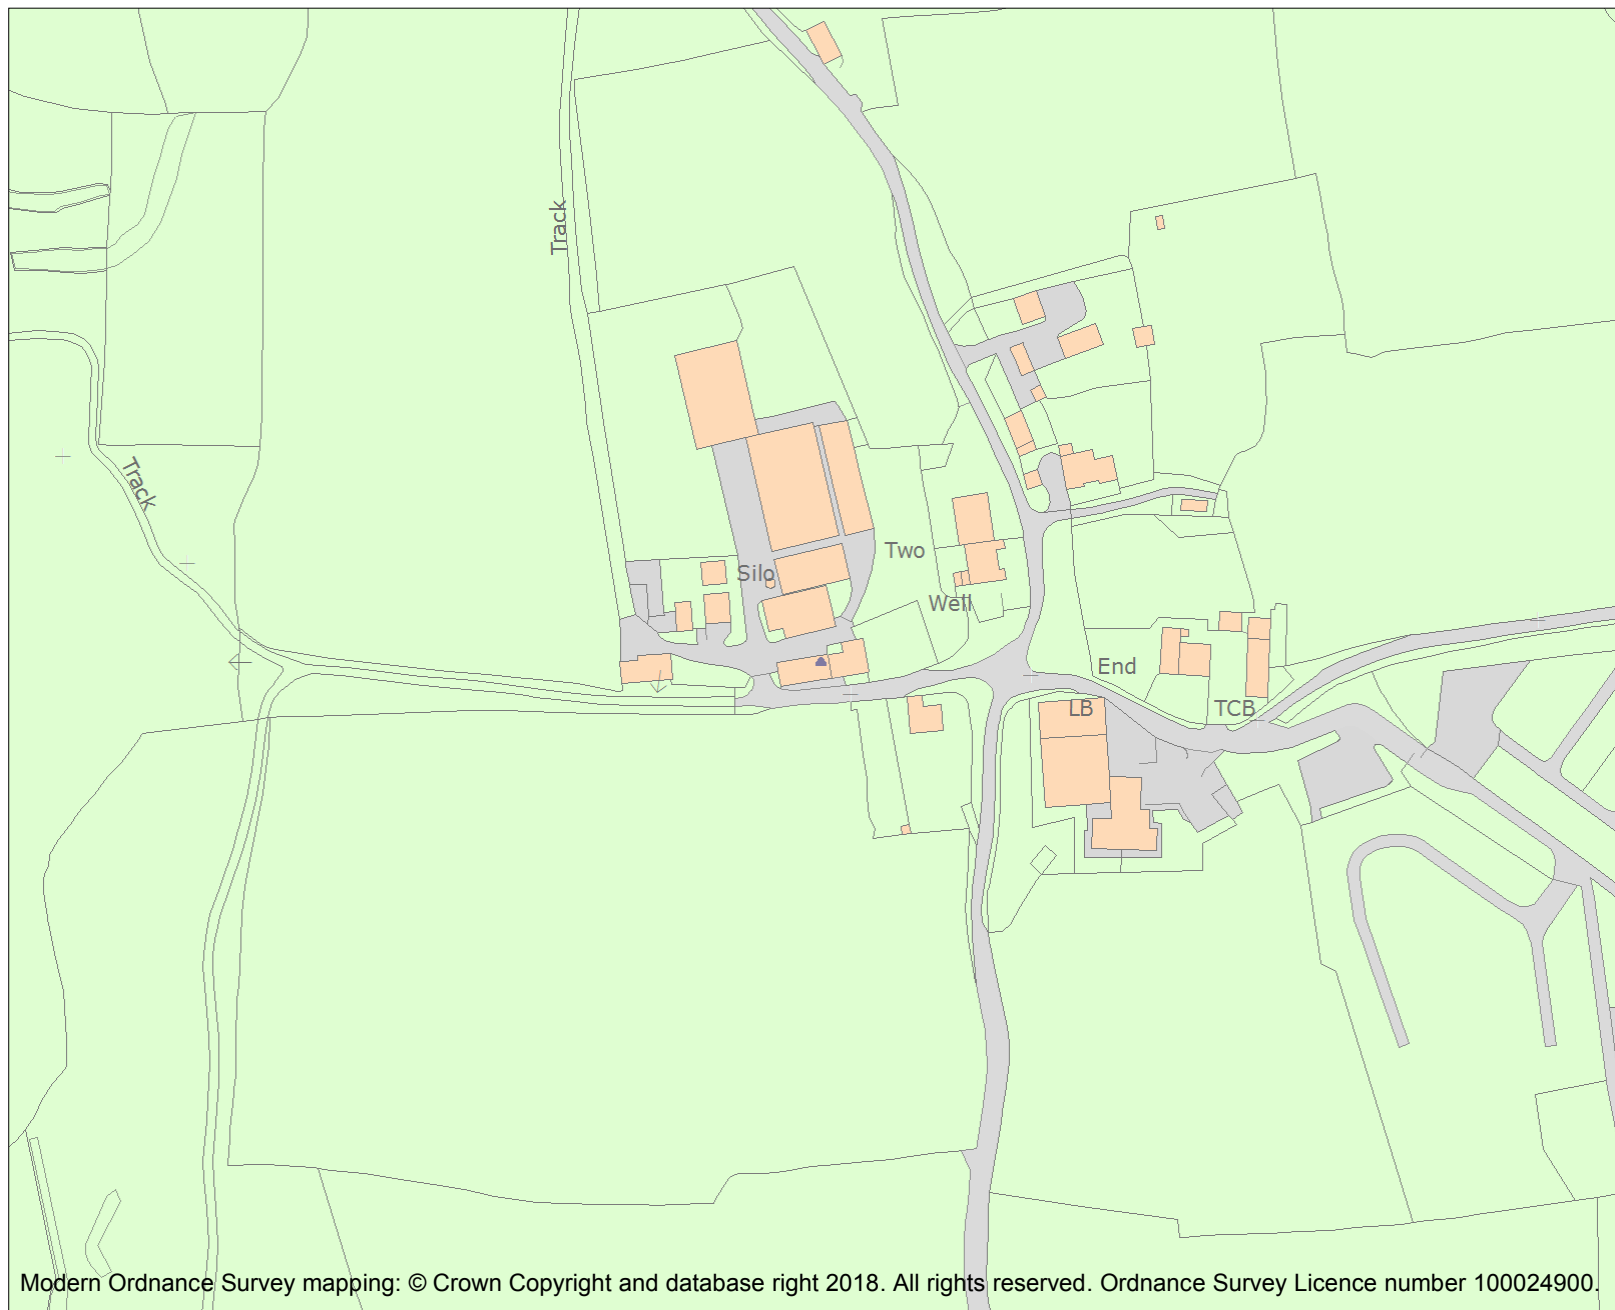 Track
Track
Two
Silo
Well
End
LB
TCB
Modern Ordnance Survey mapping: © Crown Copyright and database right 2018. All rights reserved. Ordnance Survey Licence number 100024900.